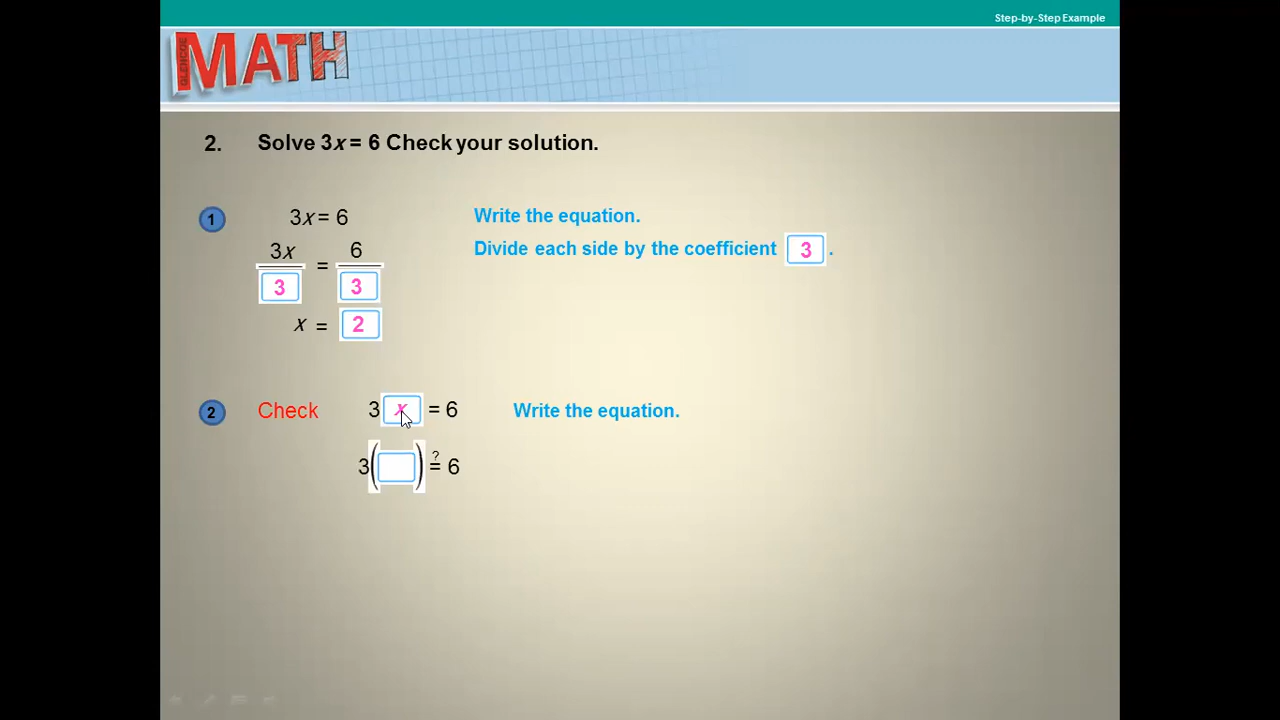 Step-by-Step Example
GLENCOE
MATH
2. Solve 3x = 6 Check your solution.
1 3x = 6 Write the equation.
3x/3 = 6/3 Divide each side by the coefficient 3.
x = 2
2 Check 3x = 6 Write the equation.
3( ) ≟ 6